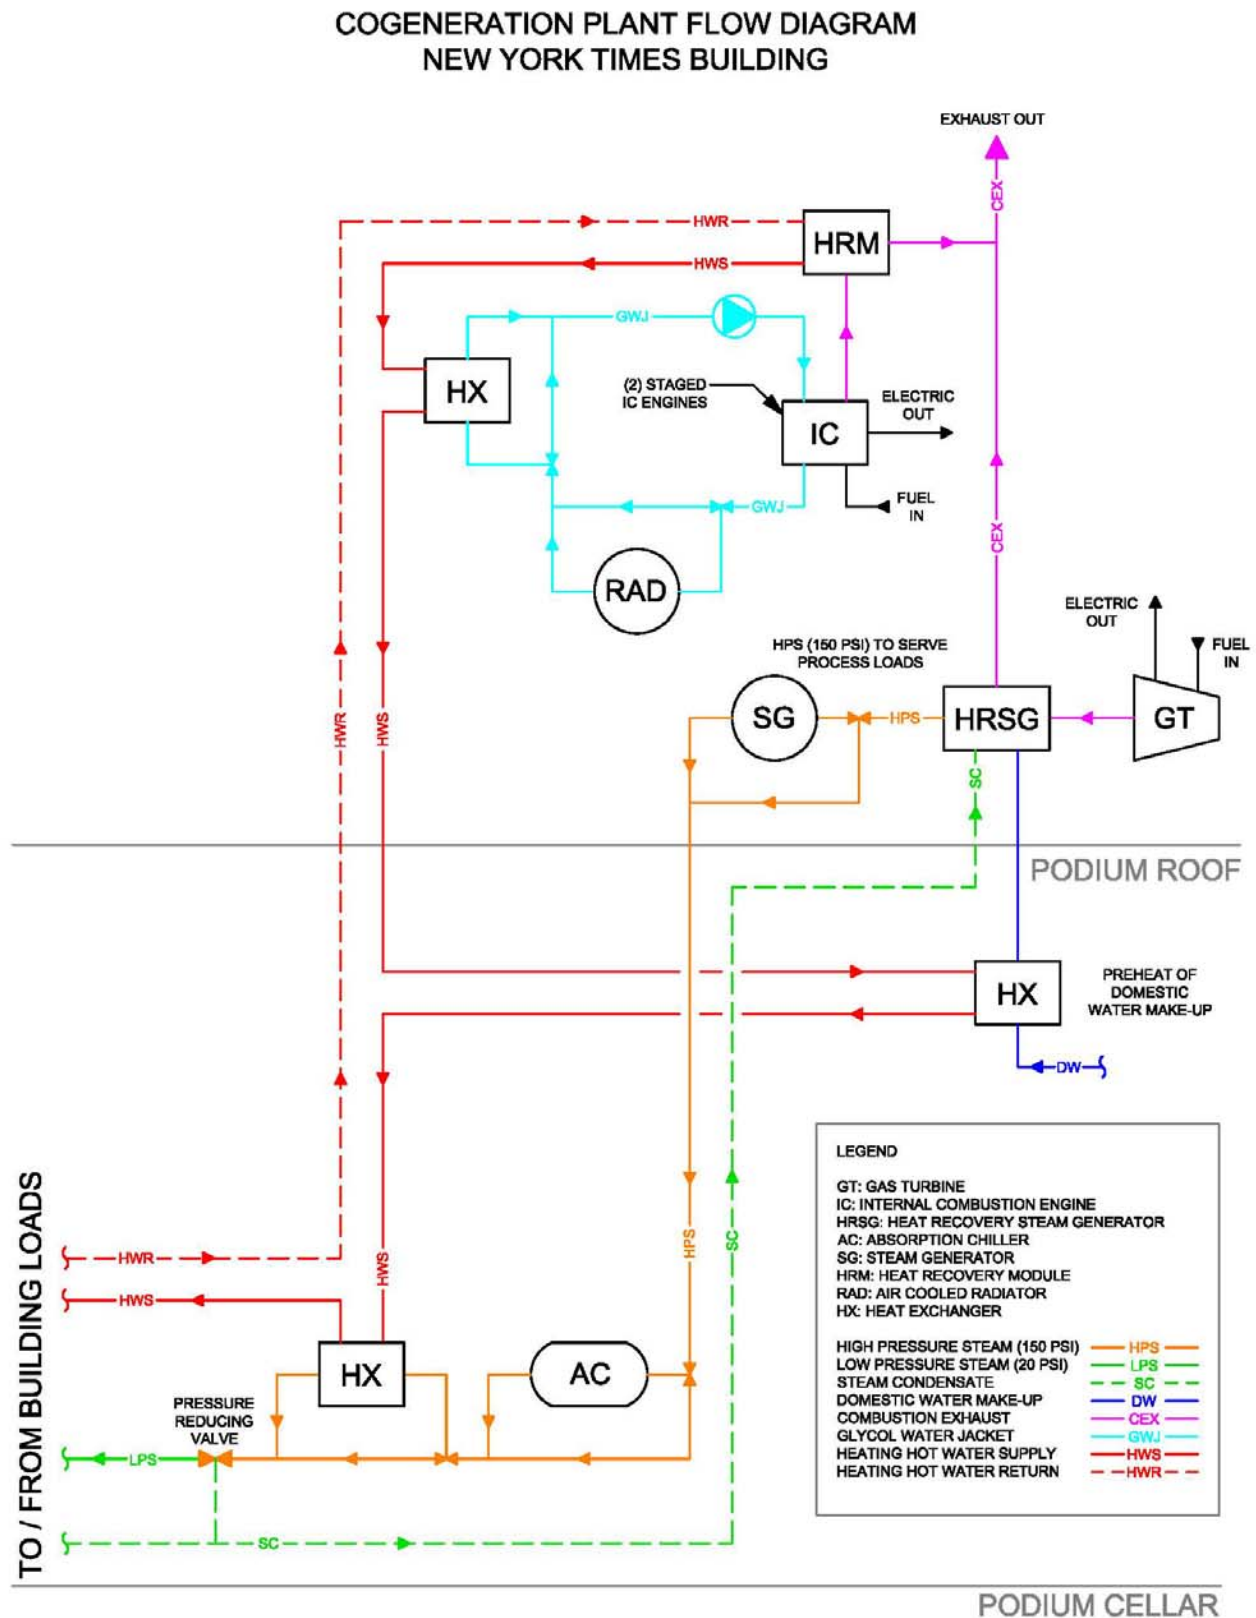 COGENERATION PLANT FLOW DIAGRAM
NEW YORK TIMES BUILDING
EXHAUST OUT
CEX
HWR
HRM
HWS
GWJ
HX
(2) STAGED
IC ENGINES
IC
ELECTRIC
OUT
GWJ
FUEL
IN
CEX
RAD
ELECTRIC
OUT
FUEL
IN
HPS (150 PSI) TO SERVE
PROCESS LOADS
HWR
HWS
SG
HPS
HRSG
GT
SC
PODIUM ROOF
HX
PREHEAT OF
DOMESTIC
WATER MAKE-UP
DW
TO / FROM BUILDING LOADS
HWR
HWS
HWS
HPS
SC
HX
AC
PRESSURE
REDUCING
VALVE
LPS
SC
LEGEND
GT: GAS TURBINE
IC: INTERNAL COMBUSTION ENGINE
HRSG: HEAT RECOVERY STEAM GENERATOR
AC: ABSORPTION CHILLER
SG: STEAM GENERATOR
HRM: HEAT RECOVERY MODULE
RAD: AIR COOLED RADIATOR
HX: HEAT EXCHANGER
HIGH PRESSURE STEAM (150 PSI) HPS
LOW PRESSURE STEAM (20 PSI) LPS
STEAM CONDENSATE SC
DOMESTIC WATER MAKE-UP DW
COMBUSTION EXHAUST CEX
GLYCOL WATER JACKET GWJ
HEATING HOT WATER SUPPLY HWS
HEATING HOT WATER RETURN HWR
PODIUM CELLAR